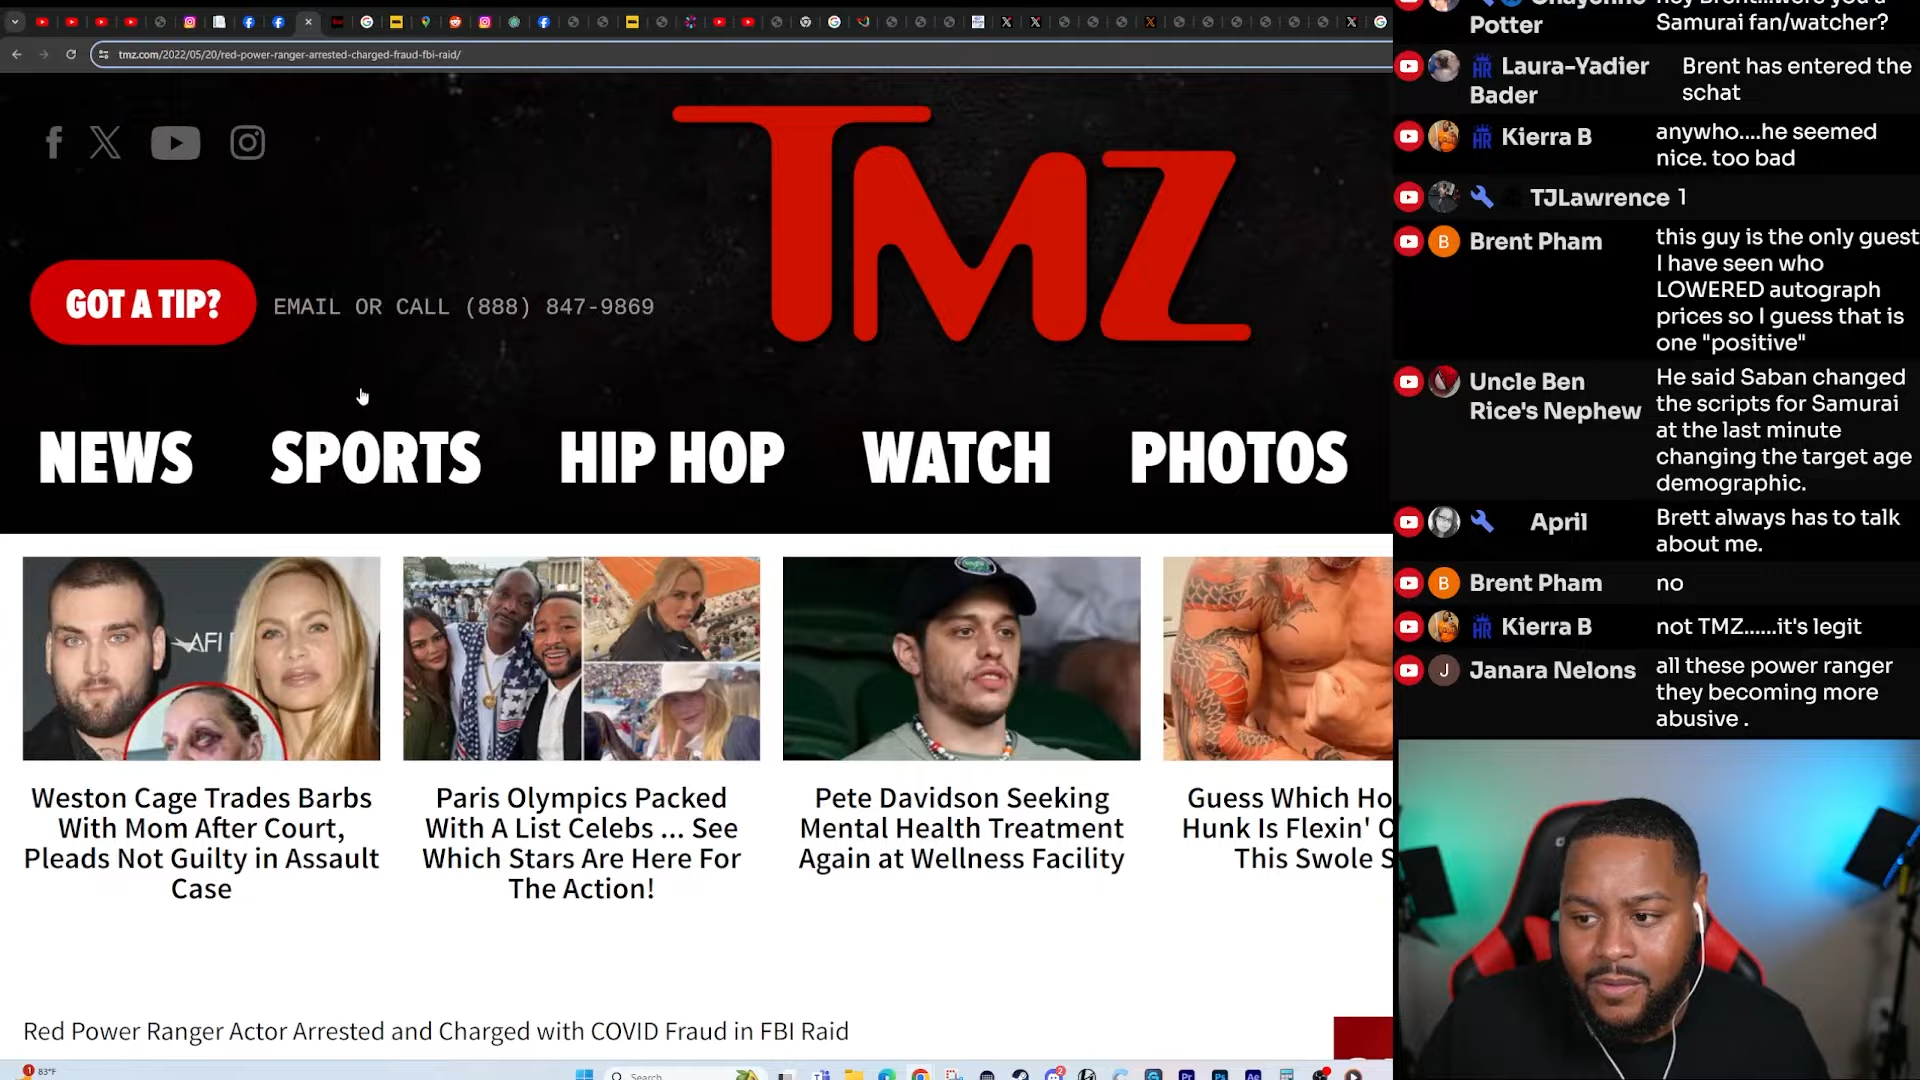 tmz.com/2022/05/20/red-power-ranger-arrested-charged-fraud-fbi-raid/
TMZ
GOT A TIP?
EMAIL OR CALL (888) 847-9869
NEWS
SPORTS
HIP HOP
WATCH
PHOTOS
AFI
Weston Cage Trades Barbs
With Mom After Court,
Pleads Not Guilty in Assault
Case
Paris Olympics Packed
With A List Celebs ... See
Which Stars Are Here For
The Action!
Pete Davidson Seeking
Mental Health Treatment
Again at Wellness Facility
Guess Which Ho
Hunk Is Flexin'
This Swole S
Red Power Ranger Actor Arrested and Charged with COVID Fraud in FBI Raid
83°F
Search
Potter
Samurai fan/watcher?
Laura-Yadier
Bader
Brent has entered the
schat
Kierra B
anywho....he seemed
nice. too bad
TJLawrence
1
Brent Pham
this guy is the only guest
I have seen who
LOWERED autograph
prices so I guess that is
one "positive"
Uncle Ben
Rice's Nephew
He said Saban changed
the scripts for Samurai
at the last minute
changing the target age
demographic.
April
Brett always has to talk
about me.
Brent Pham
no
Kierra B
not TMZ......it's legit
Janara Nelons
all these power ranger
they becoming more
abusive .